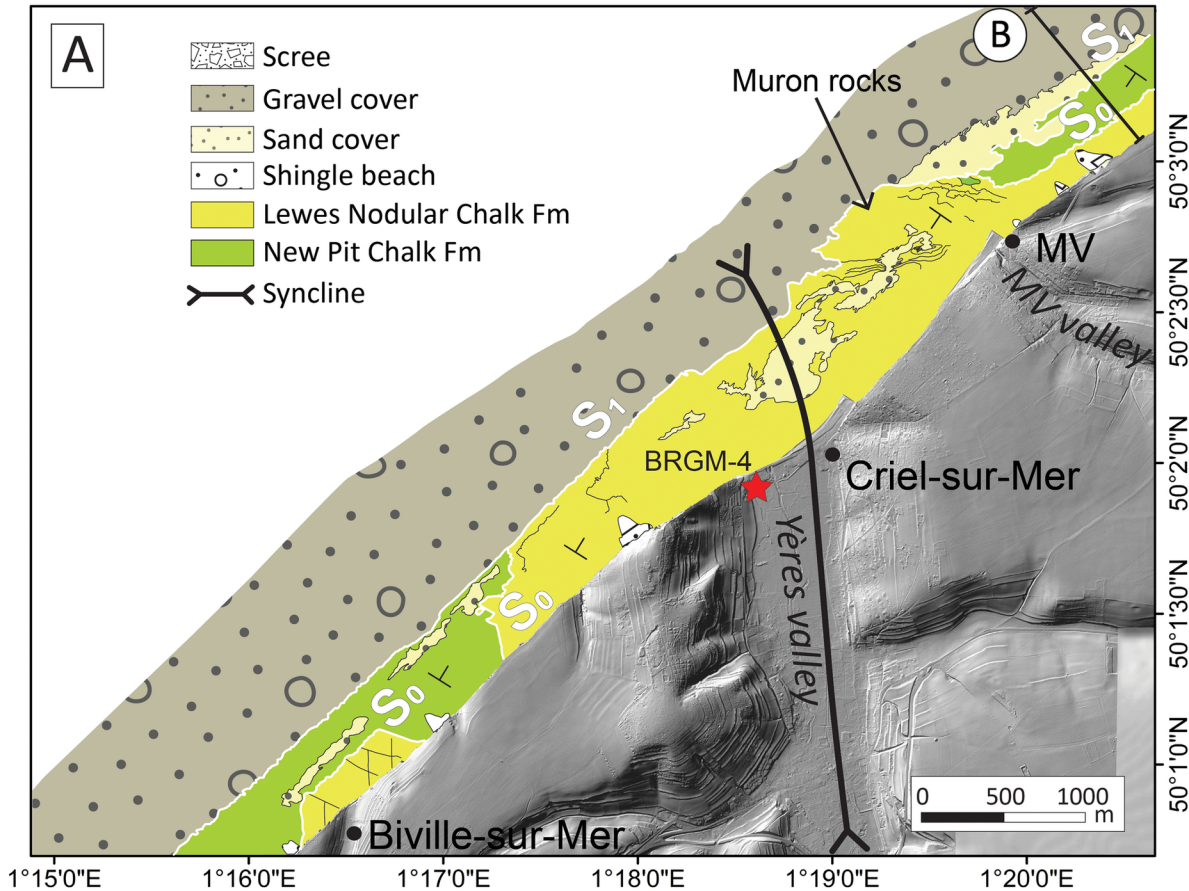 A
Scree
Gravel cover
Sand cover
Shingle beach
Lewes Nodular Chalk Fm
New Pit Chalk Fm
Syncline
B
S1
S0
Muron rocks
MV
MV valley
S1
BRGM-4
Criel-sur-Mer
Yères valley
S0
S0
Biville-sur-Mer
0 500 1000
m
50°3'0"N
50°2'30"N
50°2'0"N
50°1'30"N
50°1'0"N
1°15'0"E 1°16'0"E 1°17'0"E 1°18'0"E 1°19'0"E 1°20'0"E